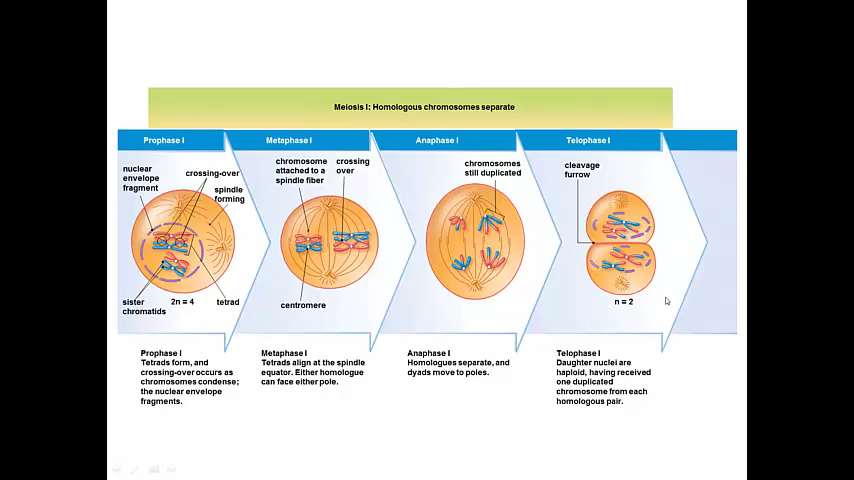 Meiosis I: Homologous chromosomes separate
Prophase I
Metaphase I
Anaphase I
Telophase I
nuclear
envelope
fragment
crossing-over
spindle
forming
sister
chromatids
2n = 4
tetrad
chromosome
attached to a
spindle fiber
crossing
over
centromere
chromosomes
still duplicated
cleavage
furrow
n = 2
Prophase I
Tetrads form, and
crossing-over occurs as
chromosomes condense;
the nuclear envelope
fragments.
Metaphase I
Tetrads align at the spindle
equator. Either homologue
can face either pole.
Anaphase I
Homologues separate, and
dyads move to poles.
Telophase I
Daughter nuclei are
haploid, having received
one duplicated
chromosome from each
homologous pair.